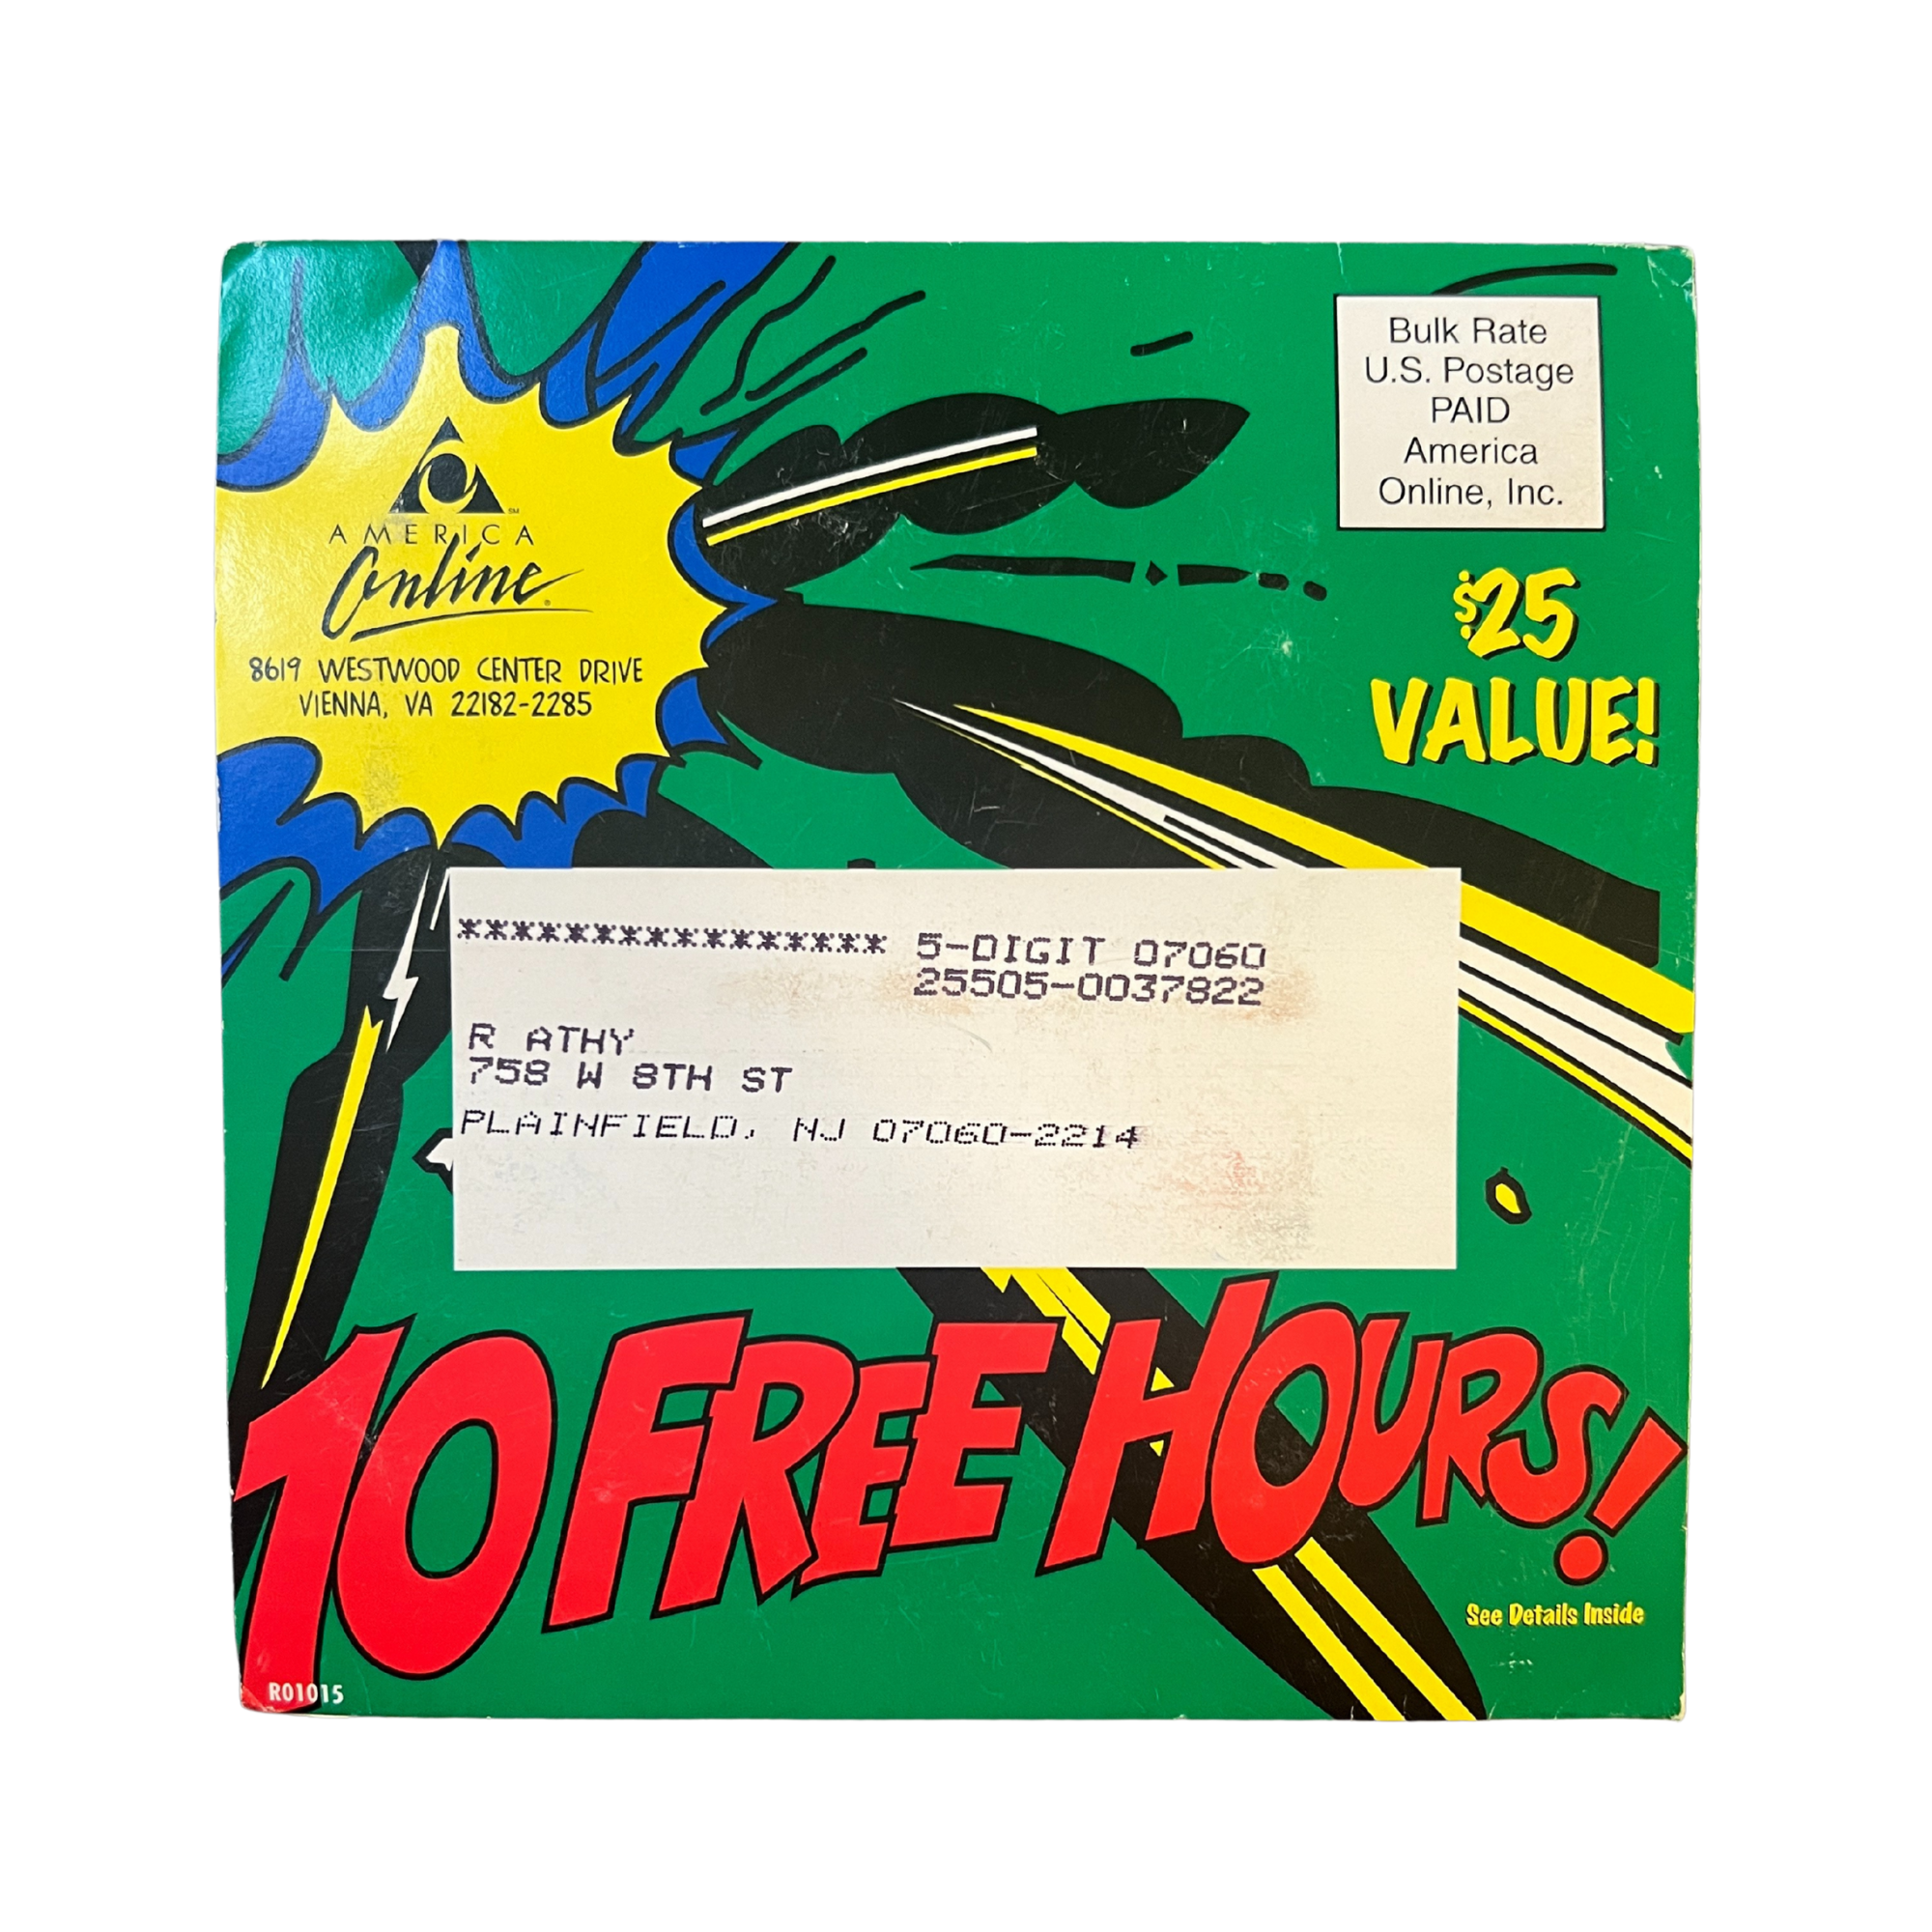 AMERICA
Online
8619 WESTWOOD CENTER DRIVE
VIENNA, VA 22182-2285
Bulk Rate
U.S. Postage
PAID
America
Online, Inc.
$25
VALUE!
***************** 5-DIGIT 07060
25505-0037822
R ATHY
758 W 8TH ST
PLAINFIELD, NJ 07060-2214
10 FREE HOURS!
See Details Inside
R01015